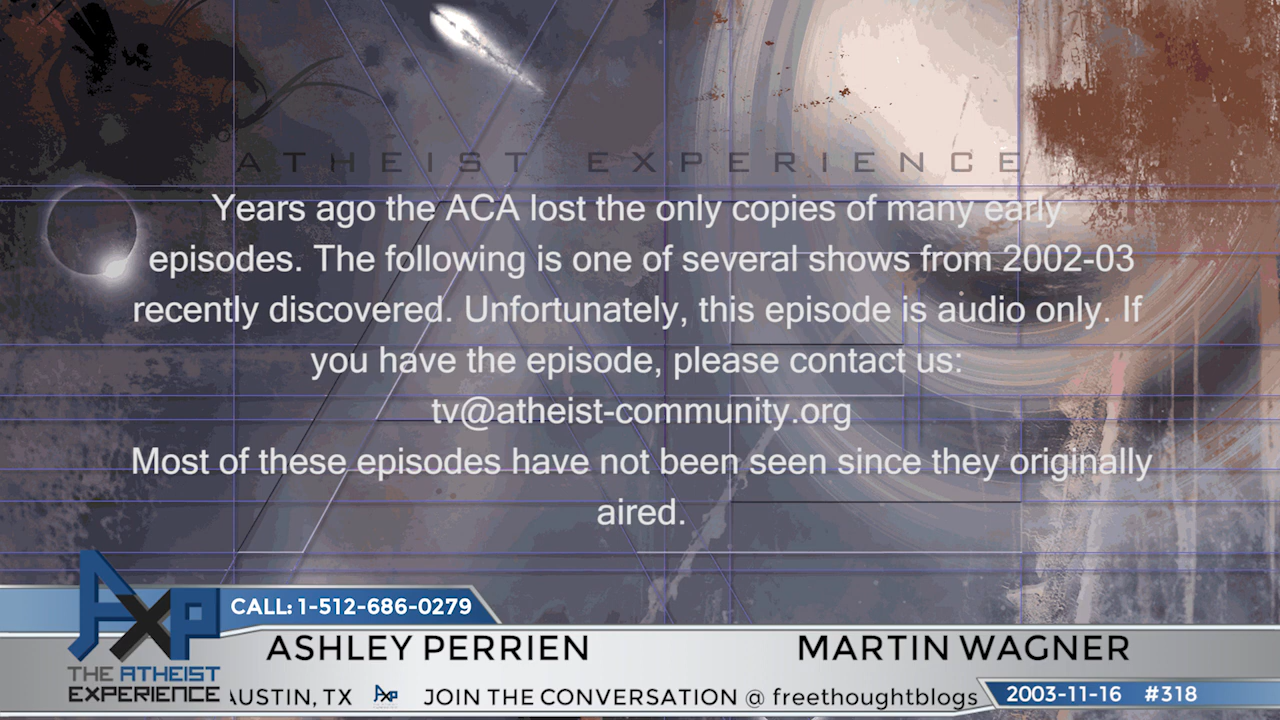 ATHEIST EXPERIENCE
Years ago the ACA lost the only copies of many early
episodes. The following is one of several shows from 2002-03
recently discovered. Unfortunately, this episode is audio only. If
you have the episode, please contact us:
tv@atheist-community.org
Most of these episodes have not been seen since they originally
aired.
CALL: 1-512-686-0279
AXP
THE ATHEIST
EXPERIENCE
ASHLEY PERRIEN
MARTIN WAGNER
AUSTIN, TX AXP JOIN THE CONVERSATION @ freethoughtblogs
2003-11-16 #318